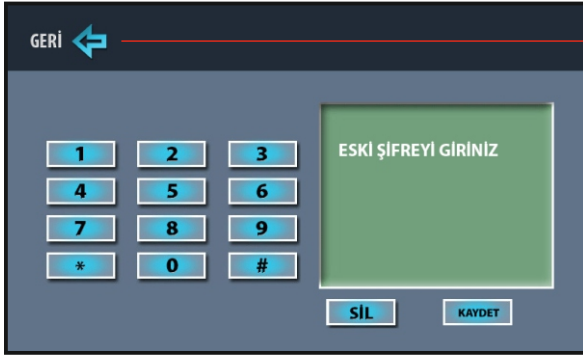 GERİ
1 2 3
4 5 6
7 8 9
* 0 #
ESKİ ŞİFREYİ GİRİNİZ
SİL KAYDET